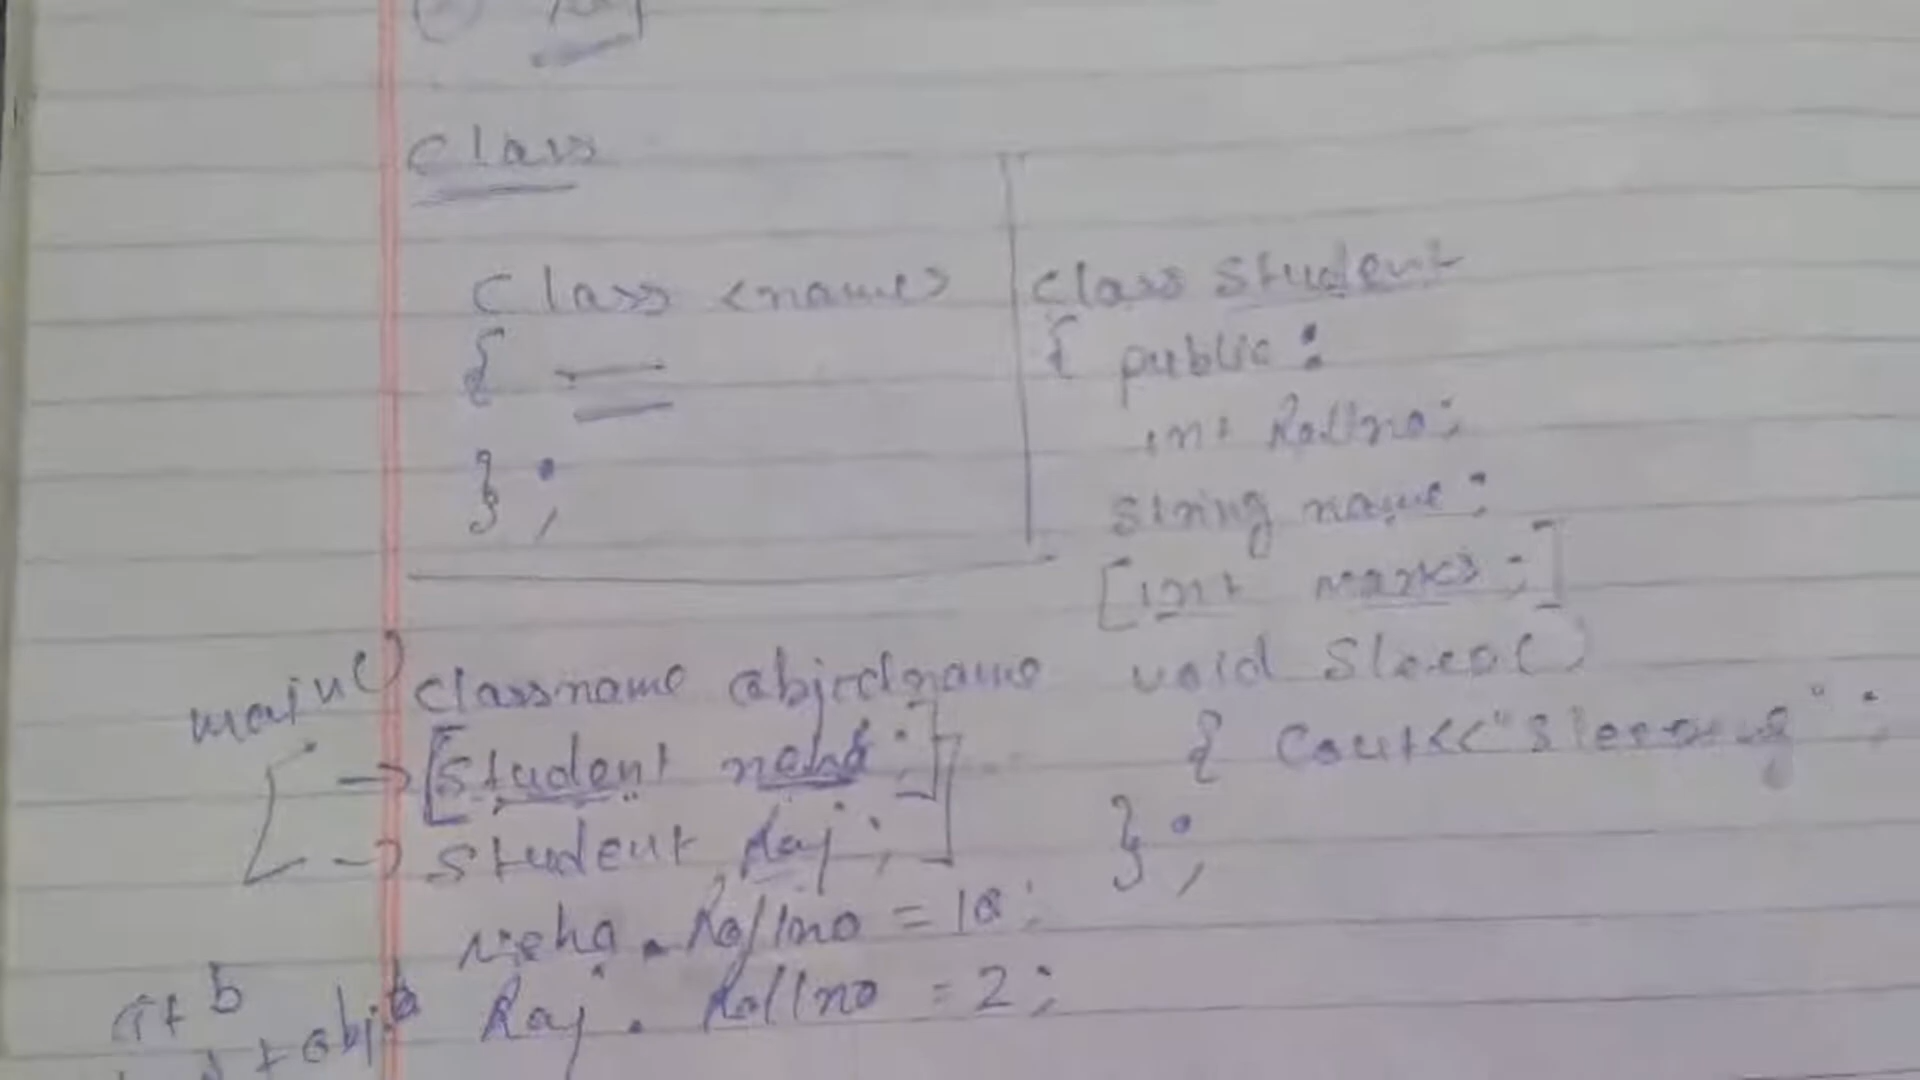 class
class <name>
{
} ;
class student
{ public :
int Rollno;
string name;
[int marks;]
void Sleep()
{ cout<<"Sleeping";
} ;
main() classname objectname
[student neha;]
student Raj;
neha . Rollno = 10;
Raj . Rollno = 2;